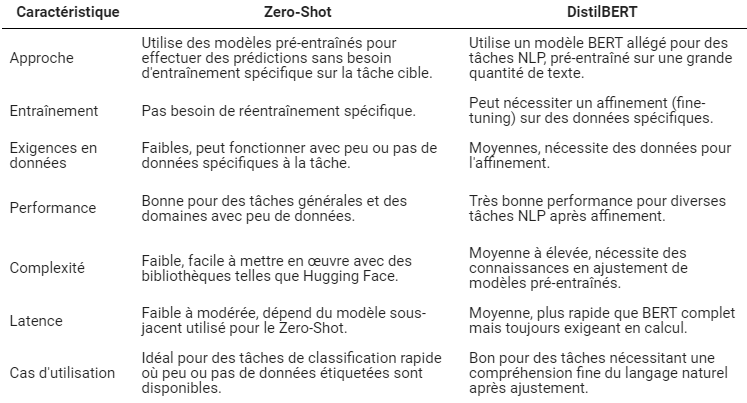 Caractéristique Zero-Shot DistilBERT
Approche
Utilise des modèles pré-entraînés pour
effectuer des prédictions sans besoin
d'entraînement spécifique sur la tâche cible.
Utilise un modèle BERT allégé pour des
tâches NLP, pré-entraîné sur une grande
quantité de texte.
Entraînement
Pas besoin de réentraînement spécifique.
Peut nécessiter un affinement (fine-
tuning) sur des données spécifiques.
Exigences en
données
Faibles, peut fonctionner avec peu ou pas de
données spécifiques à la tâche.
Moyennes, nécessite des données pour
l'affinement.
Performance
Bonne pour des tâches générales et des
domaines avec peu de données.
Très bonne performance pour diverses
tâches NLP après affinement.
Complexité
Faible, facile à mettre en œuvre avec des
bibliothèques telles que Hugging Face.
Moyenne à élevée, nécessite des
connaissances en ajustement de
modèles pré-entraînés.
Latence
Faible à modérée, dépend du modèle sous-
jacent utilisé pour le Zero-Shot.
Moyenne, plus rapide que BERT complet
mais toujours exigeant en calcul.
Cas d'utilisation
Idéal pour des tâches de classification rapide
où peu ou pas de données étiquetées sont
disponibles.
Bon pour des tâches nécessitant une
compréhension fine du langage naturel
après ajustement.